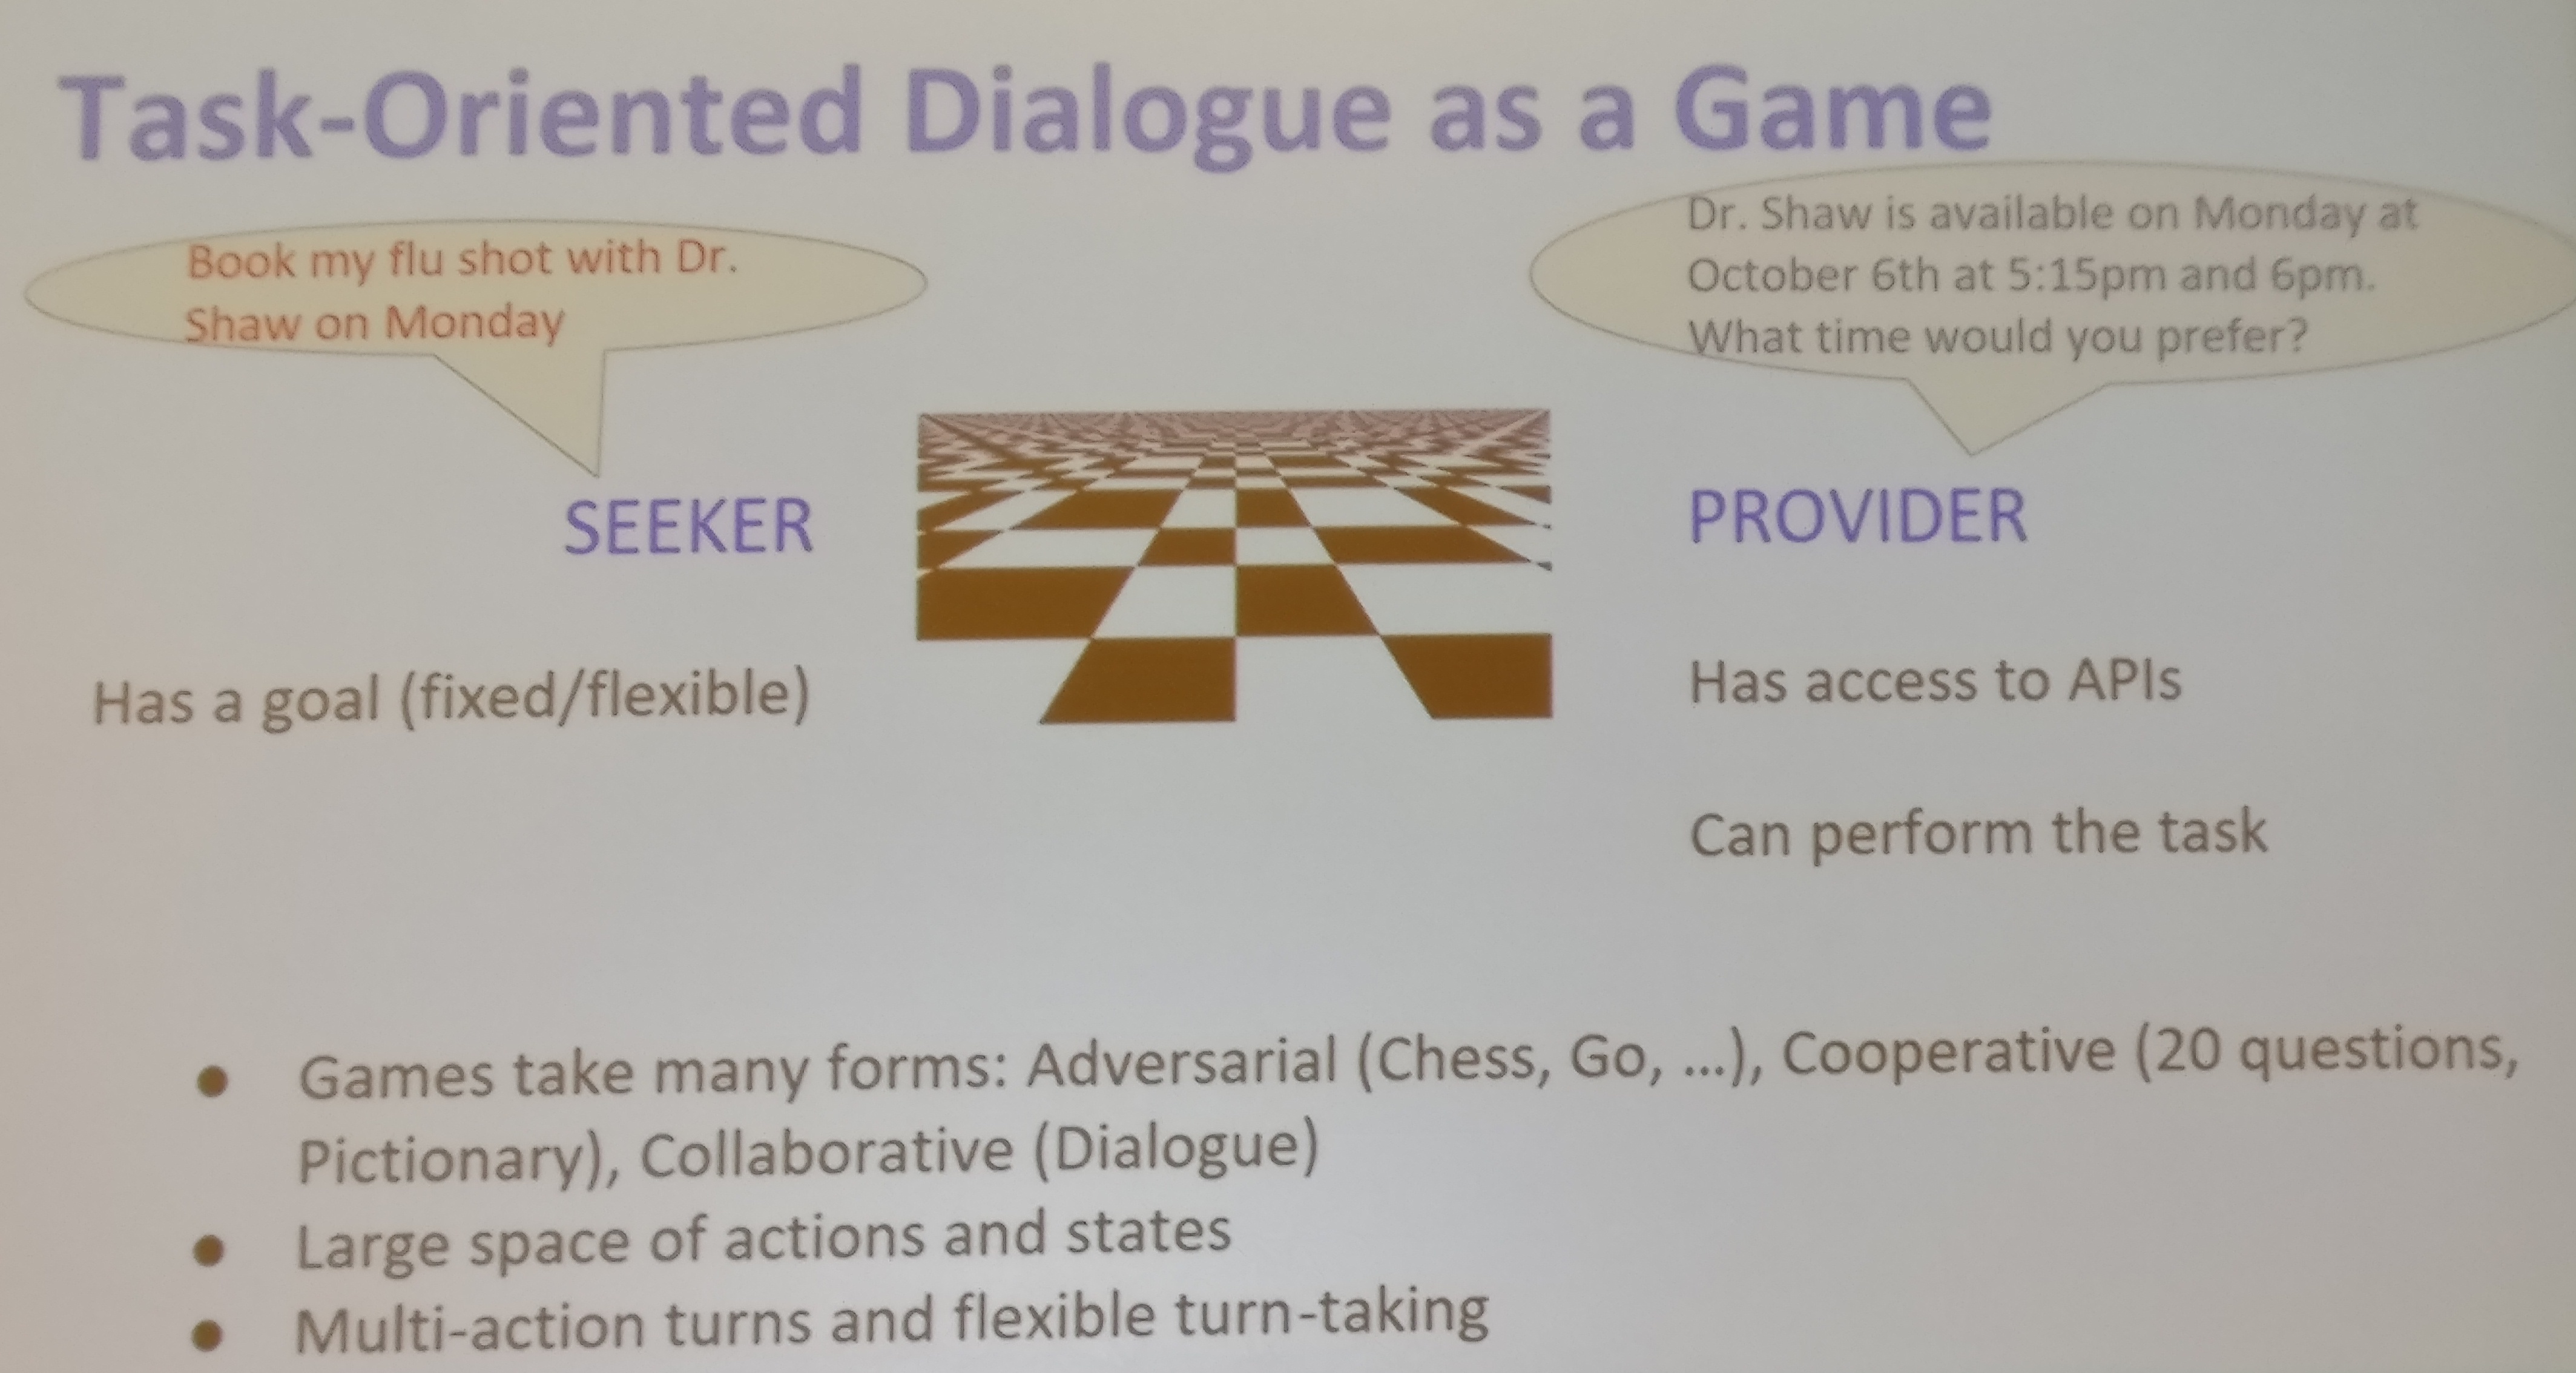 Task-Oriented Dialogue as a Game
Book my flu shot with Dr.
Shaw on Monday
Dr. Shaw is available on Monday at
October 6th at 5:15pm and 6pm.
What time would you prefer?
SEEKER
PROVIDER
Has a goal (fixed/flexible)
Has access to APIs
Can perform the task
● Games take many forms: Adversarial (Chess, Go, ...), Cooperative (20 questions,
Pictionary), Collaborative (Dialogue)
● Large space of actions and states
● Multi-action turns and flexible turn-taking